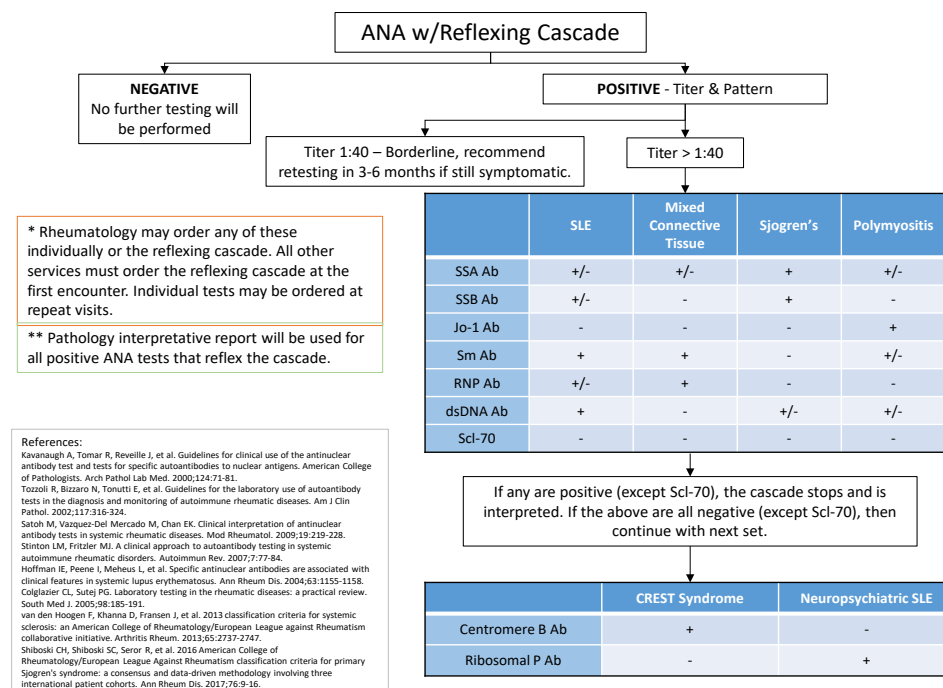 ANA w/Reflexing Cascade
NEGATIVE
No further testing will
be performed
POSITIVE - Titer & Pattern
Titer 1:40 – Borderline, recommend
retesting in 3-6 months if still symptomatic.
Titer > 1:40
* Rheumatology may order any of these
individually or the reflexing cascade. All other
services must order the reflexing cascade at the
first encounter. Individual tests may be ordered at
repeat visits.
** Pathology interpretative report will be used for
all positive ANA tests that reflex the cascade.
SLE Mixed Connective Tissue Sjogren's Polymyositis
SSA Ab +/- +/- + +/-
SSB Ab +/- - + -
Jo-1 Ab - - - +
Sm Ab + + - +/-
RNP Ab +/- + - -
dsDNA Ab + - +/- +/-
Scl-70 - - - -
If any are positive (except Scl-70), the cascade stops and is
interpreted. If the above are all negative (except Scl-70), then
continue with next set.
CREST Syndrome Neuropsychiatric SLE
Centromere B Ab + -
Ribosomal P Ab - +
References:
Kavanaugh A, Tomar R, Reveille J, et al. Guidelines for clinical use of the antinuclear
antibody test and tests for specific autoantibodies to nuclear antigens. American College
of Pathologists. Arch Pathol Lab Med. 2000;124:71-81.
Tozzoli R, Bizzaro N, Tonutti E, et al. Guidelines for the laboratory use of autoantibody
tests in the diagnosis and monitoring of autoimmune rheumatic diseases. Am J Clin
Pathol. 2002;117:316-324.
Satoh M, Vazquez-Del Mercado M, Chan EK. Clinical interpretation of antinuclear
antibody tests in systemic rheumatic diseases. Mod Rheumatol. 2009;19:219-228.
Stinton LM, Fritzler MJ. A clinical approach to autoantibody testing in systemic
autoimmune rheumatic disorders. Autoimmun Rev. 2007;7:77-84.
Hoffman IE, Peene I, Meheus L, et al. Specific antinuclear antibodies are associated with
clinical features in systemic lupus erythematosus. Ann Rheum Dis. 2004;63:1155-1158.
Colglazier CL, Sutej PG. Laboratory testing in the rheumatic diseases: a practical review.
South Med J. 2005;98:185-191.
van den Hoogen F, Khanna D, Fransen J, et al. 2013 classification criteria for systemic
sclerosis: an American College of Rheumatology/European League against Rheumatism
collaborative initiative. Arthritis Rheum. 2013;65:2737-2747.
Shiboski CH, Shiboski SC, Seror R, et al. 2016 American College of
Rheumatology/European League Against Rheumatism classification criteria for primary
Sjogren's syndrome: a consensus and data-driven methodology involving three
international patient cohorts. Ann Rheum Dis. 2017;76:9-16.